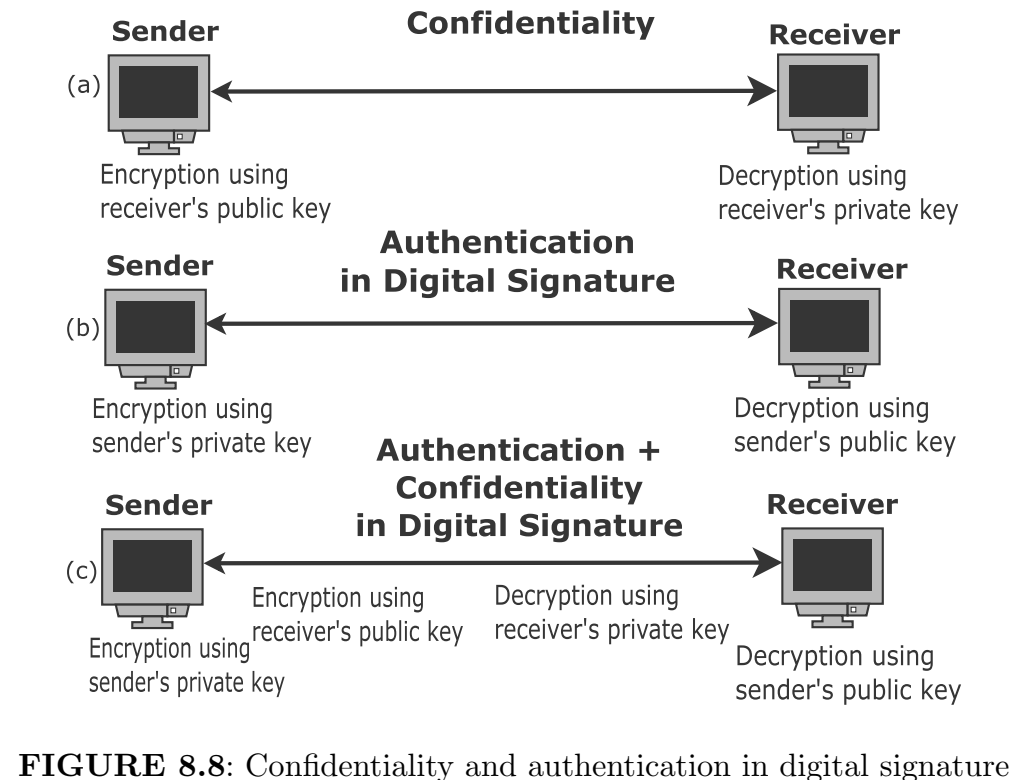 Confidentiality
Sender
Receiver
(a)
Encryption using
receiver's public key
Decryption using
receiver's private key
Authentication
in Digital Signature
Sender
Receiver
(b)
Encryption using
sender's private key
Decryption using
sender's public key
Authentication +
Confidentiality
in Digital Signature
Sender
Receiver
(c)
Encryption using
sender's private key
Encryption using
receiver's public key
Decryption using
receiver's private key
Decryption using
sender's public key
FIGURE 8.8: Confidentiality and authentication in digital signature